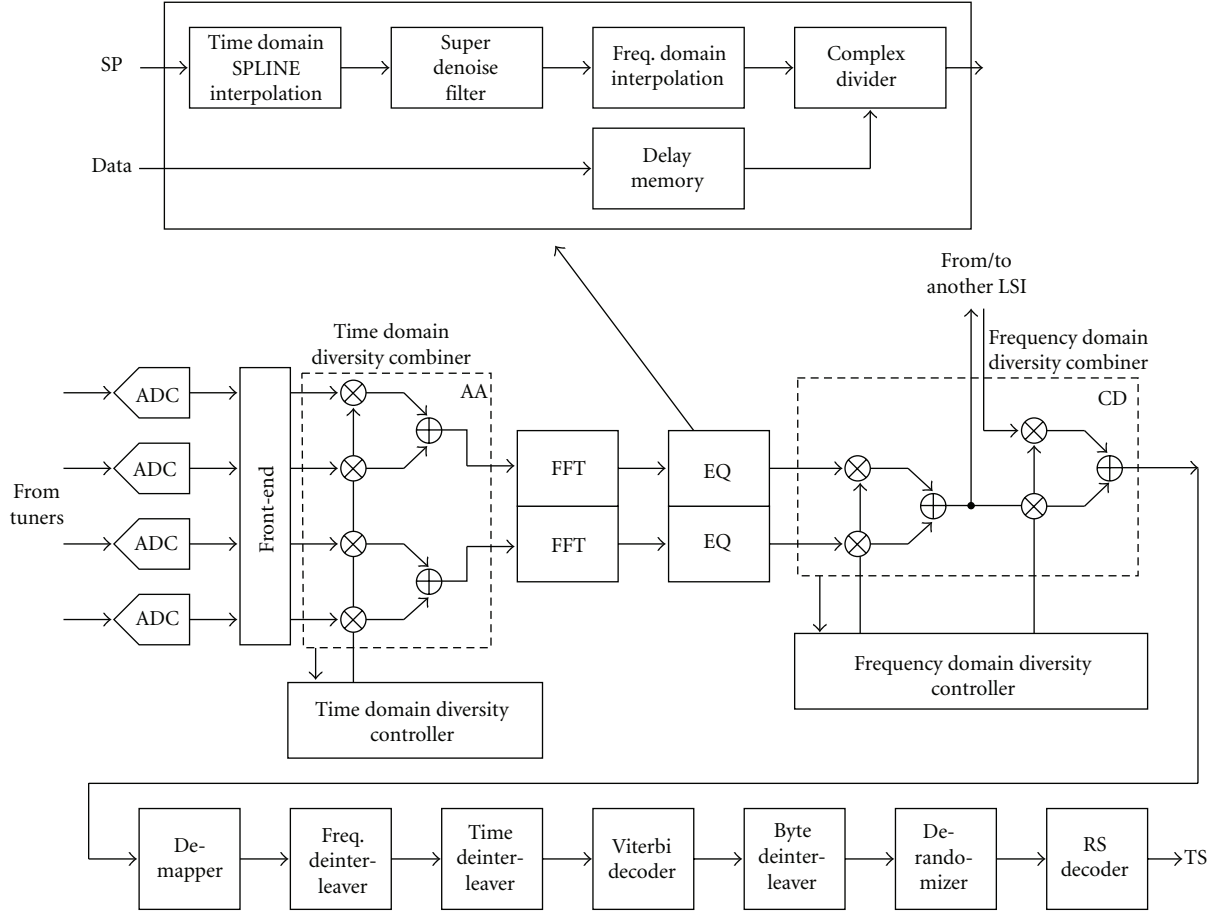 SP
Time domain
SPLINE
interpolation
Super
denoise
filter
Freq. domain
interpolation
Complex
divider
Data
Delay
memory
From/to
another LSI
Time domain
diversity combiner
Frequency domain
diversity combiner
AA
CD
ADC
ADC
ADC
ADC
From
tuners
Front-end
FFT
FFT
EQ
EQ
Time domain diversity
controller
Frequency domain diversity
controller
De-
mapper
Freq.
deinter-
leaver
Time
deinter-
leaver
Viterbi
decoder
Byte
deinter-
leaver
De-
rando-
mizer
RS
decoder
TS